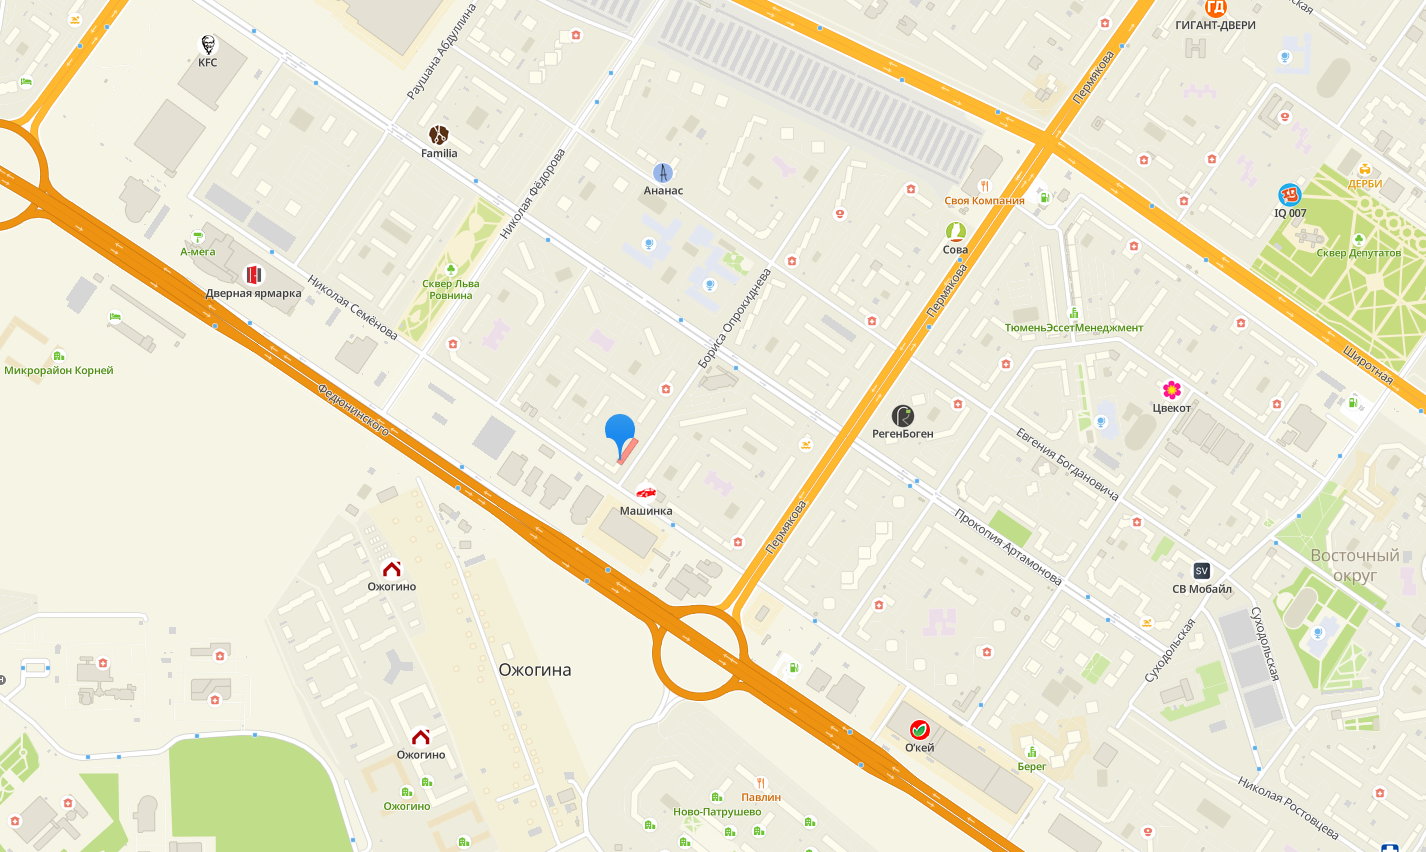 ГД
ГИГАНТ-ДВЕРИ
KFC
Раушана Абдуллина
Пермякова
Familia
Николая Фёдорова
Ананас
Своя Компания
ДЕРБИ
IQ 007
Сова
Сквер Депутатов
А-мега
Дверная ярмарка
Сквер Льва
Ровнина
Николая Семёнова
Бориса Опрокиднева
Пермякова
ТюменьЭссетМенеджмент
Широтная
Микрорайон Корней
Федюнинского
Цвекот
РегенБоген
Евгения Богдановича
Машинка
Пермякова
Прокопия Артамонова
Восточный
округ
SV
СВ Мобайл
Ожогино
Суходольская
Суходольская
Ожогина
О'кей
Ожогино
Берег
Павлин
Ожогино
Ново-Патрушево
Николая Ростовцева